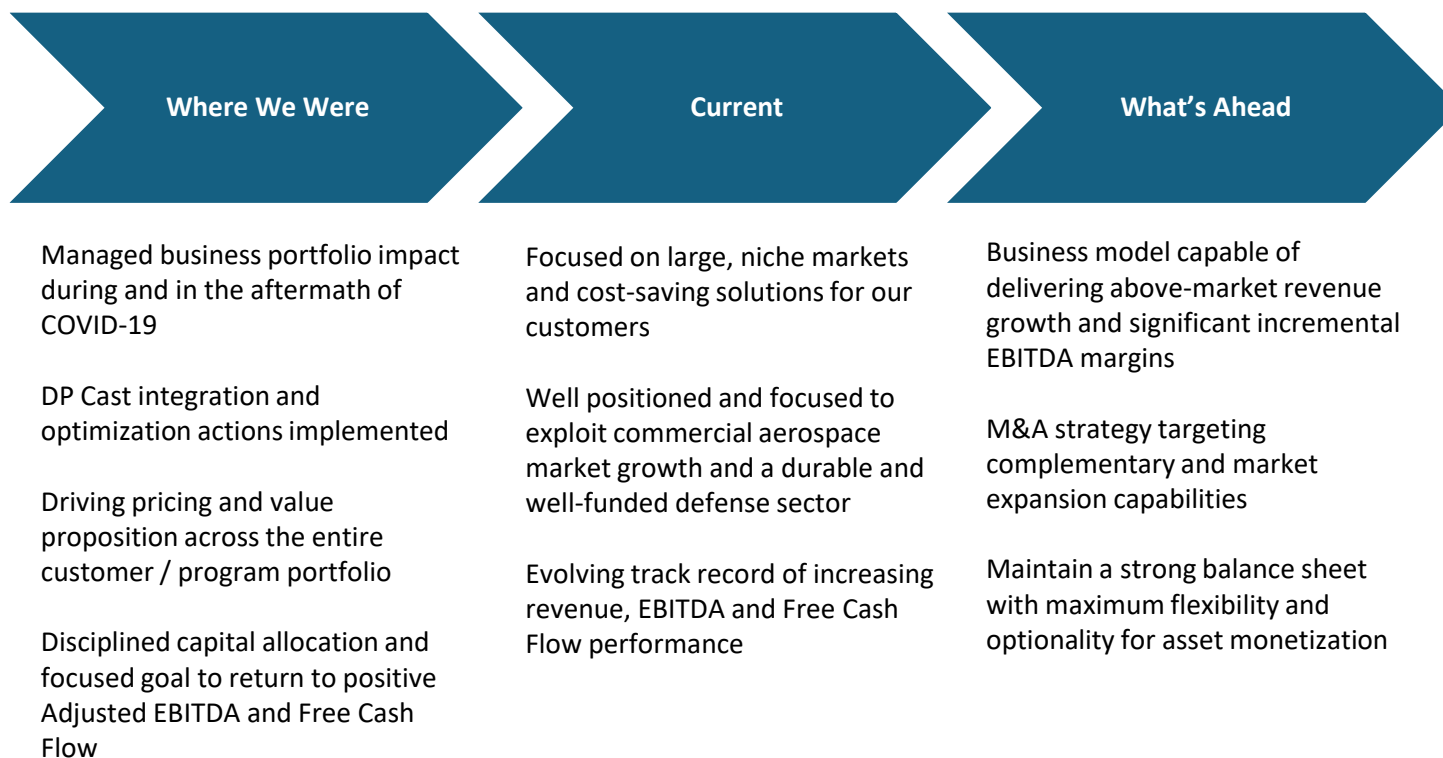 Where We Were
Current
What’s Ahead
Managed business portfolio impact
during and in the aftermath of
COVID-19
DP Cast integration and
optimization actions implemented
Driving pricing and value
proposition across the entire
customer / program portfolio
Disciplined capital allocation and
focused goal to return to positive
Adjusted EBITDA and Free Cash
Flow
Focused on large, niche markets
and cost-saving solutions for our
customers
Well positioned and focused to
exploit commercial aerospace
market growth and a durable and
well-funded defense sector
Evolving track record of increasing
revenue, EBITDA and Free Cash
Flow performance
Business model capable of
delivering above-market revenue
growth and significant incremental
EBITDA margins
M&A strategy targeting
complementary and market
expansion capabilities
Maintain a strong balance sheet
with maximum flexibility and
optionality for asset monetization